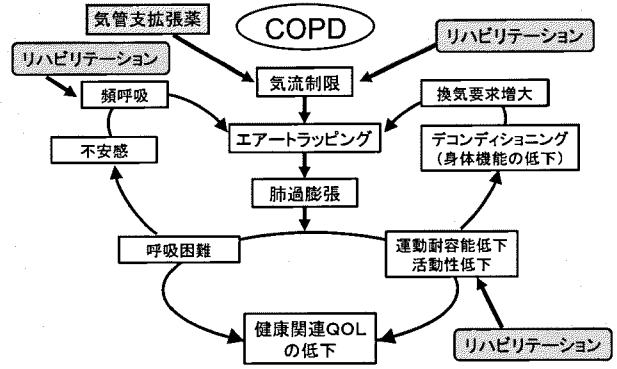 COPD
気管支拡張薬
リハビリテーション
リハビリテーション
気流制限
頻呼吸
換気要求増大
エアートラッピング
不安感
デコンディショニング
(身体機能の低下)
肺過膨張
呼吸困難
運動耐容能低下
活動性低下
健康関連QOL
の低下
リハビリテーション